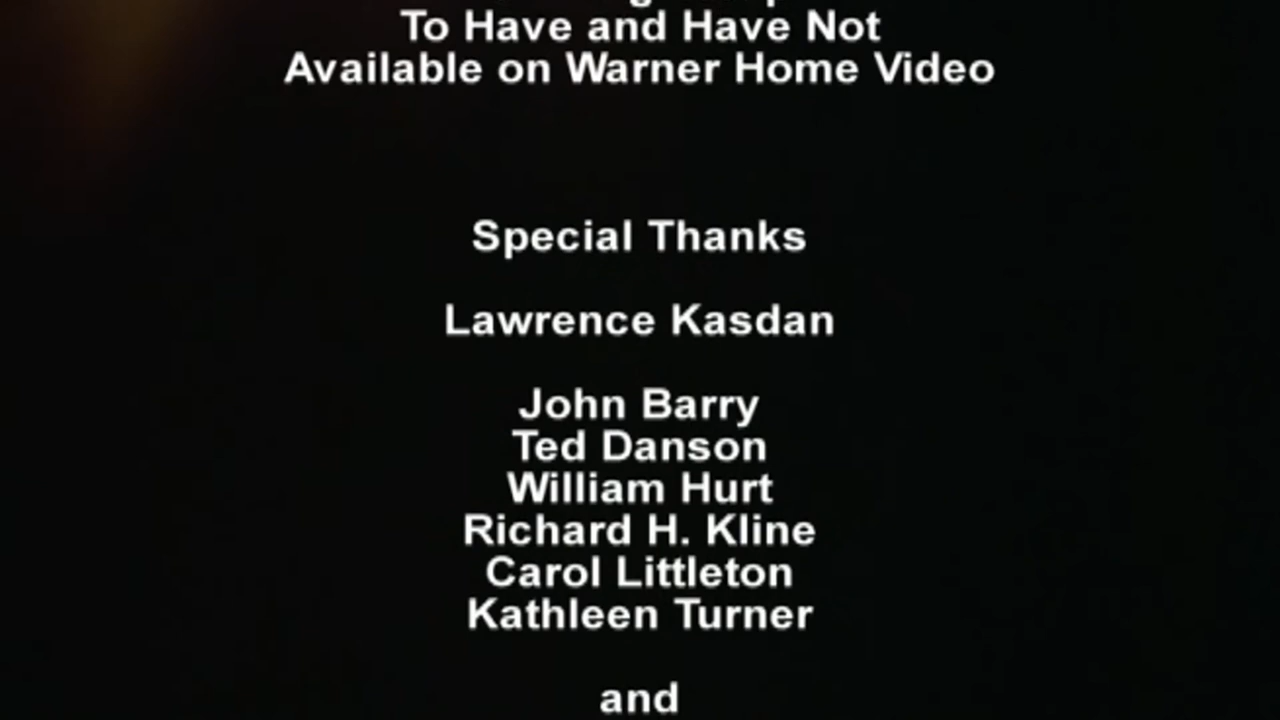 To Have and Have Not
Available on Warner Home Video
Special Thanks
Lawrence Kasdan
John Barry
Ted Danson
William Hurt
Richard H. Kline
Carol Littleton
Kathleen Turner
and